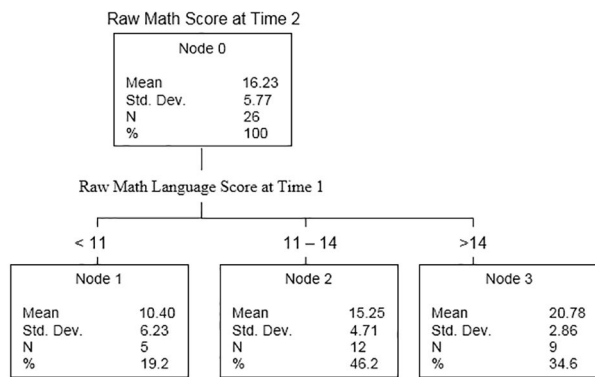 Raw Math Score at Time 2
Node 0
Mean 16.23
Std. Dev. 5.77
N 26
% 100
Raw Math Language Score at Time 1
< 11
11 – 14
>14
Node 1
Mean 10.40
Std. Dev. 6.23
N 5
% 19.2
Node 2
Mean 15.25
Std. Dev. 4.71
N 12
% 46.2
Node 3
Mean 20.78
Std. Dev. 2.86
N 9
% 34.6